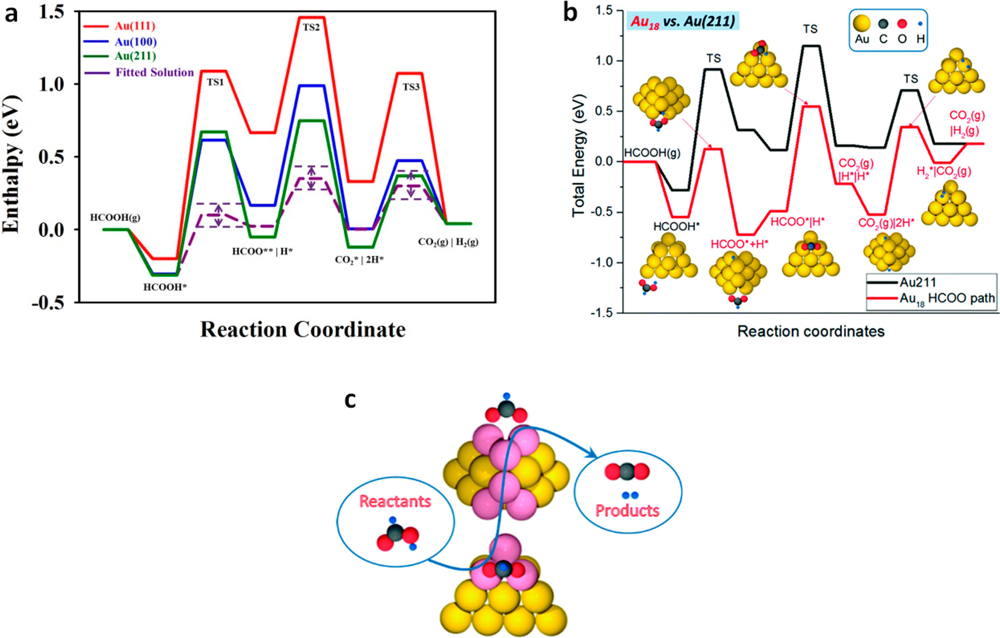 a
1.5
1.0
0.5
0.0
-0.5
Enthalpy (eV)
Reaction Coordinate
Au(111)
Au(100)
Au(211)
Fitted Solution
TS1
TS2
TS3
HCOOH(g)
HCOOH*
HCOO** | H*
CO2* | 2H*
CO2(g) | H2(g)
b
1.5
1.0
0.5
0.0
-0.5
-1.0
-1.5
Total Energy (eV)
Reaction coordinates
Au18 vs. Au(211)
Au C O H
TS
TS
TS
HCOOH(g)
HCOOH*
HCOO*+H*
HCOO*|H*
CO2(g)
|H*|H*
CO2(g)|2H*
H2*|CO2(g)
CO2(g)
|H2(g)
Au211
Au18 HCOO path
c
Reactants
Products